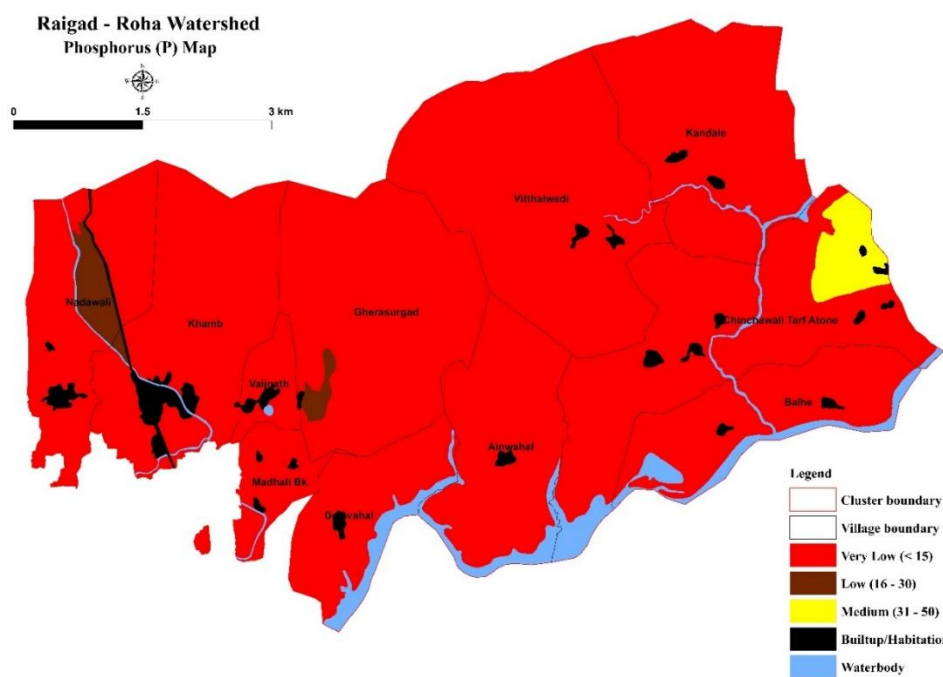 Raigad - Roha Watershed
Phosphorus (P) Map
0 1.5 3 km
Kandale
Vitthalwadi
Nadawali
Khamb
Gherasurgad
Chinchawali Tarf Atone
Vaijnath
Balhe
Ainwahal
Madhali Bk.
Legend
Cluster boundary
Village boundary
Very Low (< 15)
Low (16 - 30)
Medium (31 - 50)
Builtup/Habitation
Waterbody